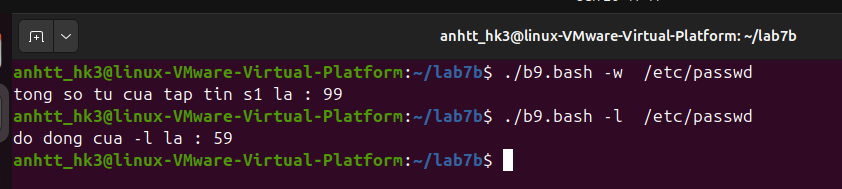 anhtt_hk3@linux-VMware-Virtual-Platform: ~/lab7b
anhtt_hk3@linux-VMware-Virtual-Platform:~/lab7b$ ./b9.bash -w  /etc/passwd
tong so tu cua tap tin s1 la : 99
anhtt_hk3@linux-VMware-Virtual-Platform:~/lab7b$ ./b9.bash -l  /etc/passwd
do dong cua -l la : 59
anhtt_hk3@linux-VMware-Virtual-Platform:~/lab7b$